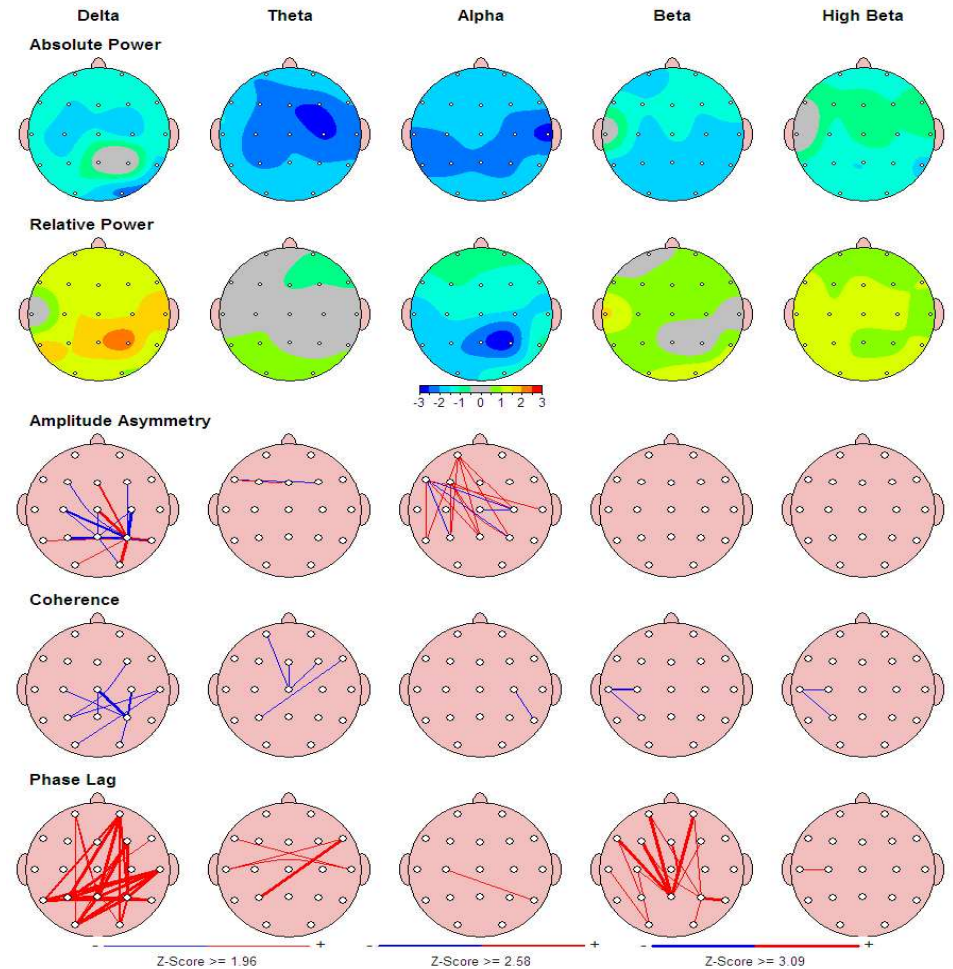 Delta Theta Alpha Beta High Beta
Absolute Power
Relative Power
-3 -2 -1 0 1 2 3
Amplitude Asymmetry
Coherence
Phase Lag
- + - + - +
Z-Score >= 1.96 Z-Score >= 2.58 Z-Score >= 3.09